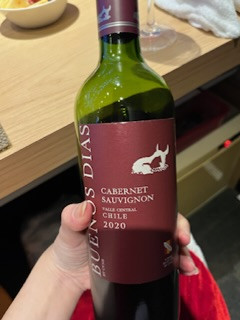 BUENOS DIAS
CABERNET
SAUVIGNON
VALLE CENTRAL
CHILE
2020